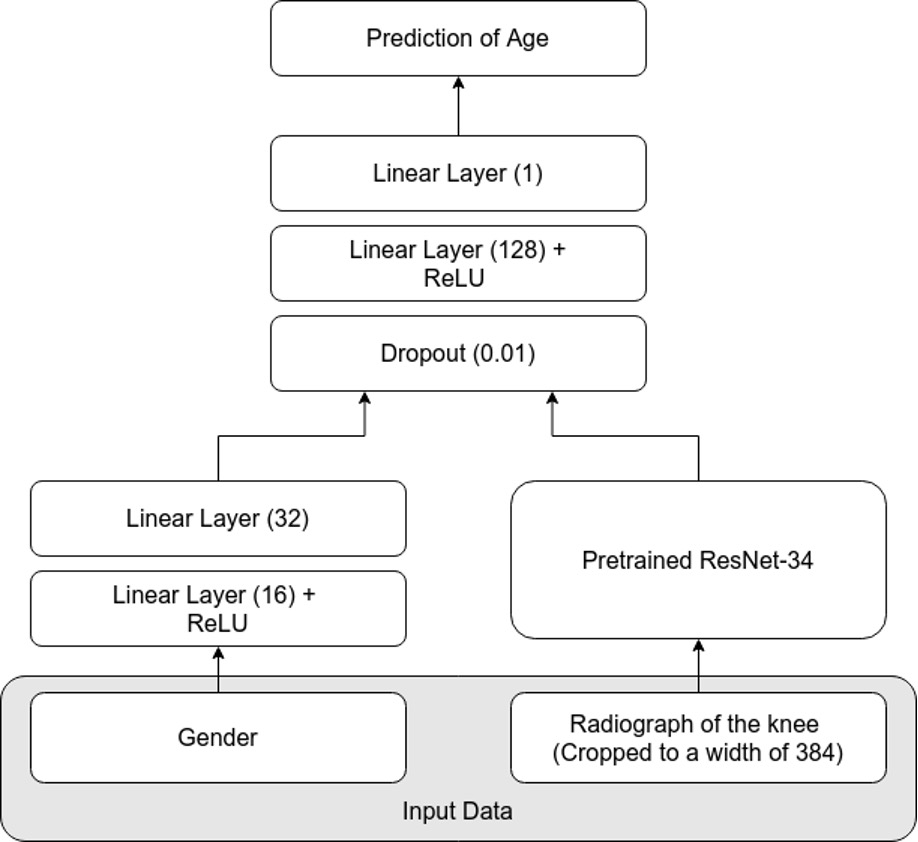 Prediction of Age
Linear Layer (1)
Linear Layer (128) +
ReLU
Dropout (0.01)
Linear Layer (32)
Linear Layer (16) +
ReLU
Pretrained ResNet-34
Gender
Radiograph of the knee
(Cropped to a width of 384)
Input Data